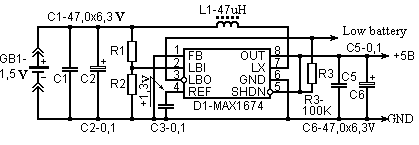 C1-47,0x6,3 V
L1-47uH
Low battery
GB1-
1,5 V
C1
C2
R1
R2
+1,3v
1 FB OUT 8
2 LBI LX 7
3 LBO GND 6
4 REF SHDN 5
D1-MAX1674
C5-0,1
+5B
R3
C5
C6
R3-
100K
GND
C2-0,1
C3-0,1
C6-47,0x6,3V